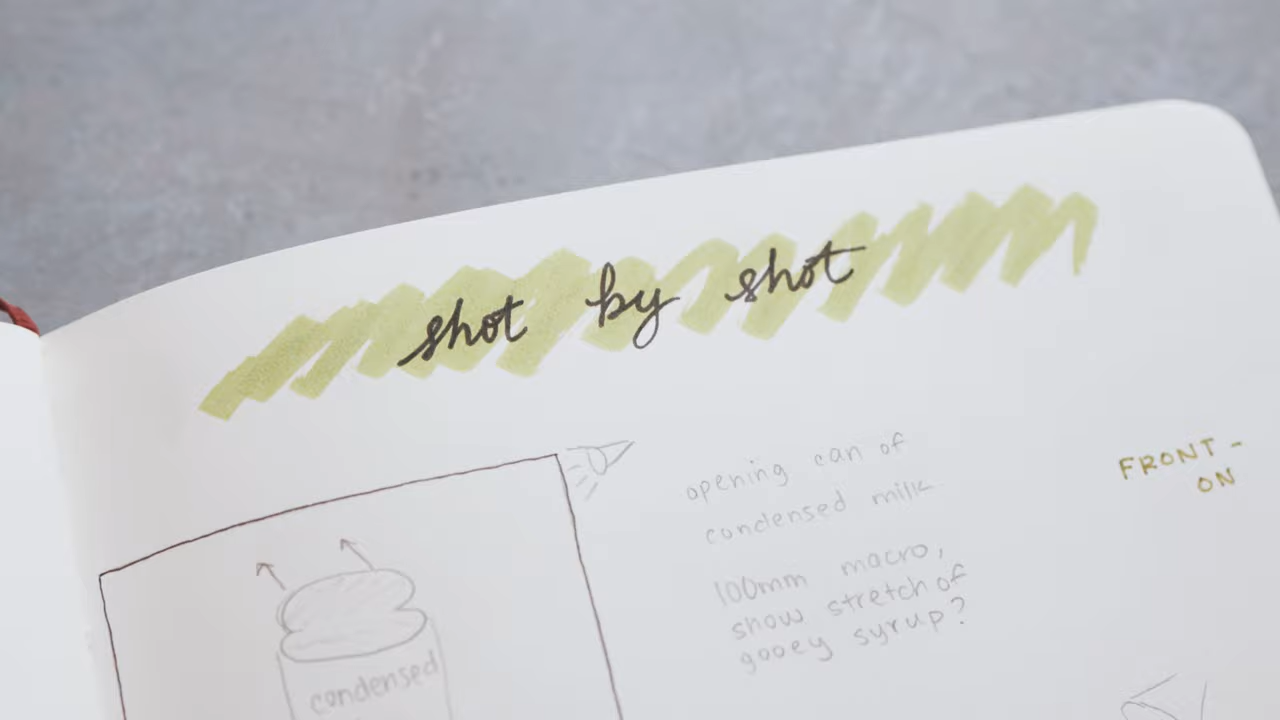 shot by shot
opening can of
condensed milk
100mm macro,
show stretch of
gooey syrup?
FRONT-
ON
condensed